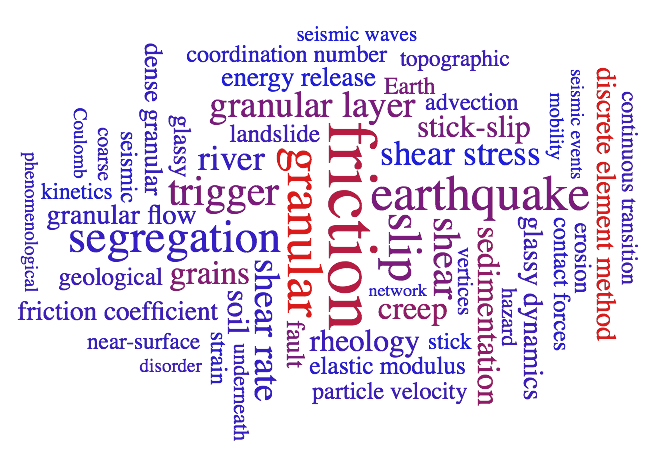 seismic waves
coordination number
topographic
energy release
Earth
granular layer
advection
landslide
stick-slip
river
shear stress
trigger
earthquake
kinetics
granular flow
segregation
geological
grains
friction coefficient
near-surface
disorder
network
creep
rheology
stick
elastic modulus
particle velocity
phenomenological
Coulomb
coarse
seismic
dense granular
glassy
granular
friction
slip
shear
vertices
sedimentation
hazard
glassy dynamics
contact forces
erosion
mobility
seismic events
discrete element method
continuous transition
strain
soil
underneath
shear rate
fault